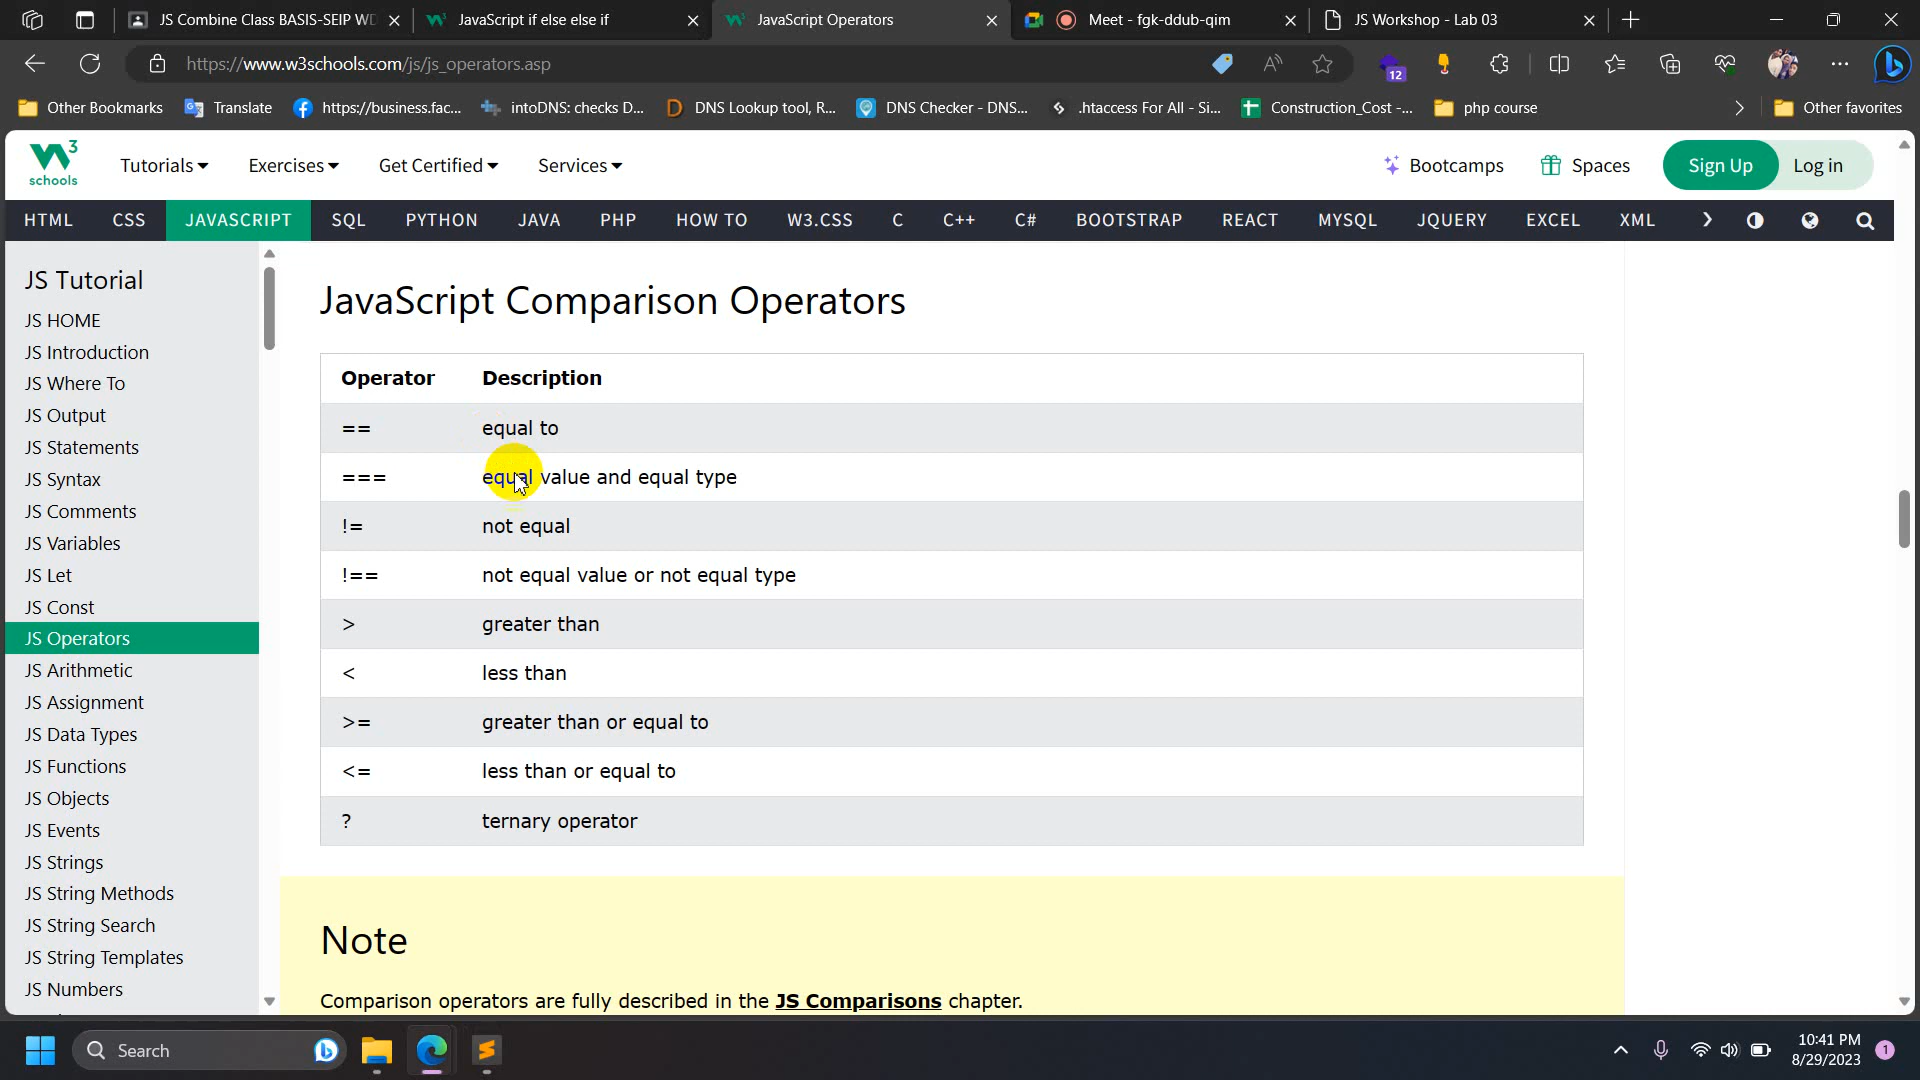 JS Combine Class BASIS-SEIP WD
JavaScript if else else if
JavaScript Operators
Meet - fgk-ddub-qim
JS Workshop - Lab 03
https://www.w3schools.com/js/js_operators.asp
12
Other Bookmarks
Translate
https://business.fac...
intoDNS: checks D...
DNS Lookup tool, R...
DNS Checker - DNS...
.htaccess For All - Si...
Construction_Cost -...
php course
Other favorites
3
schools
Tutorials
Exercises
Get Certified
Services
Bootcamps
Spaces
Sign Up
Log in
HTML
CSS
JAVASCRIPT
SQL
PYTHON
JAVA
PHP
HOW TO
W3.CSS
C
C++
C#
BOOTSTRAP
REACT
MYSQL
JQUERY
EXCEL
XML
JS Tutorial
JS HOME
JS Introduction
JS Where To
JS Output
JS Statements
JS Syntax
JS Comments
JS Variables
JS Let
JS Const
JS Operators
JS Arithmetic
JS Assignment
JS Data Types
JS Functions
JS Objects
JS Events
JS Strings
JS String Methods
JS String Search
JS String Templates
JS Numbers
JavaScript Comparison Operators
Operator Description
== equal to
=== equal value and equal type
!= not equal
!== not equal value or not equal type
> greater than
< less than
>= greater than or equal to
<= less than or equal to
? ternary operator
Note
Comparison operators are fully described in the JS Comparisons chapter.
Search
10:41 PM
8/29/2023
1